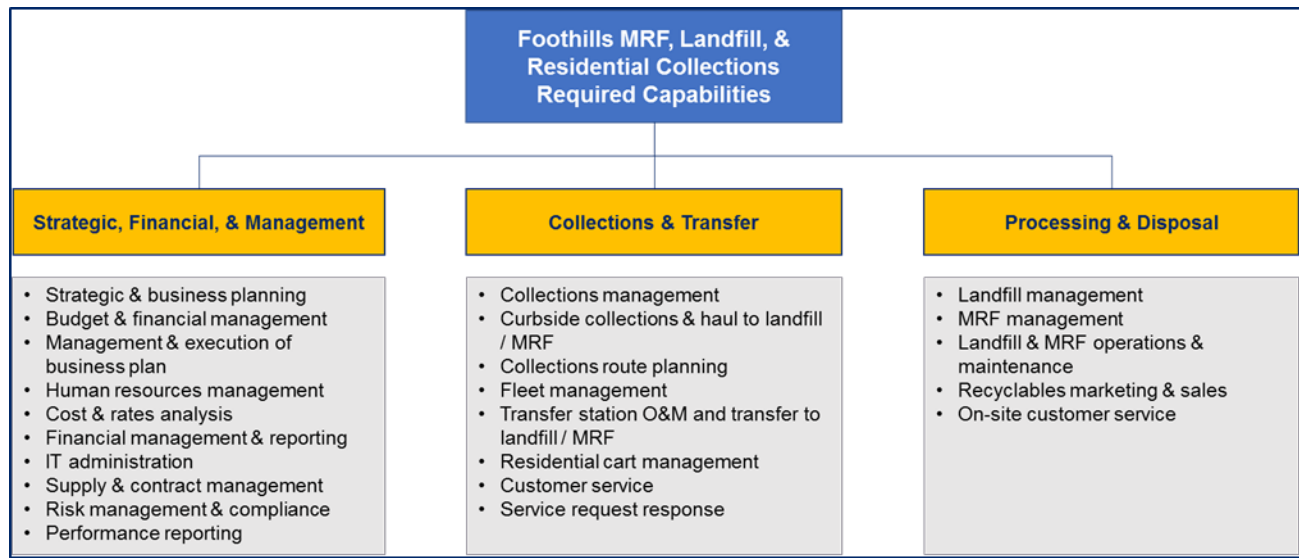 Foothills MRF, Landfill, &
Residential Collections
Required Capabilities
Strategic, Financial, & Management
• Strategic & business planning
• Budget & financial management
• Management & execution of
business plan
• Human resources management
• Cost & rates analysis
• Financial management & reporting
• IT administration
• Supply & contract management
• Risk management & compliance
• Performance reporting
Collections & Transfer
• Collections management
• Curbside collections & haul to landfill
/ MRF
• Collections route planning
• Fleet management
• Transfer station O&M and transfer to
landfill / MRF
• Residential cart management
• Customer service
• Service request response
Processing & Disposal
• Landfill management
• MRF management
• Landfill & MRF operations &
maintenance
• Recyclables marketing & sales
• On-site customer service